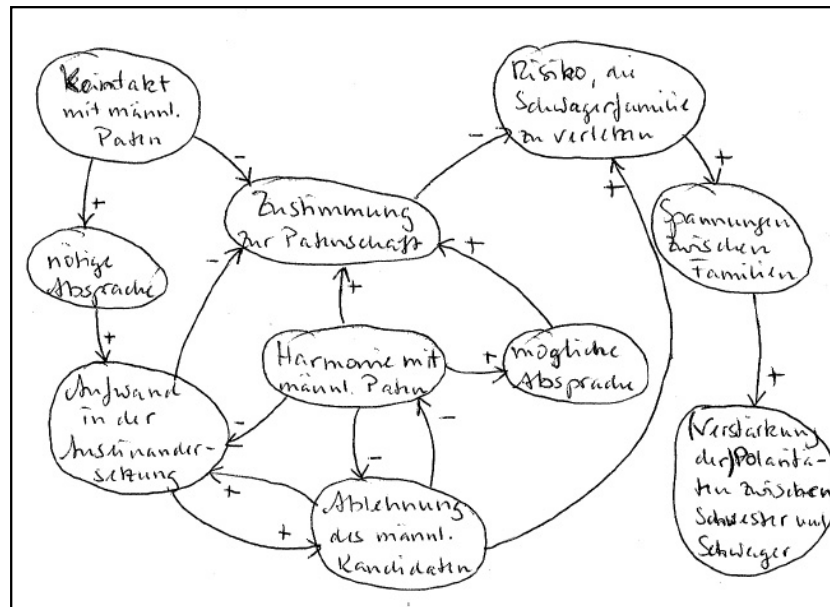 Kontakt
mit männl.
Paten
Risiko, die
Schwagerfamilie
zu verletzen
-
-
+
+
+
Zustimmung
zur Patenschaft
Spannungen
zwischen
Familien
nötige
Absprache
-
+
+
+
Harmonie mit
männl. Paten
+
mögliche
Absprache
+
Aufwand
in der
Auseinander-
setzung
-
-
-
+
+
Ablehnung
des männl.
Kandidaten
(Verstärkung
der) Polaritä-
ten zwischen
Schwester und
Schwager